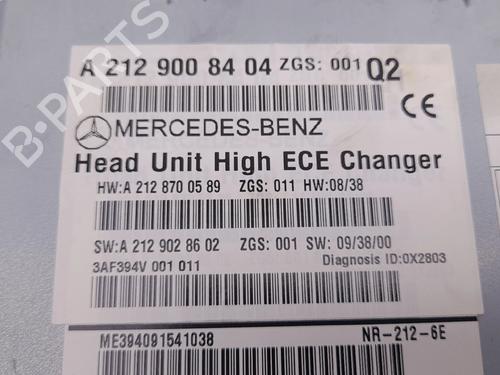 A 212 900 84 04 ZGS: 001 Q2
CE
MERCEDES-BENZ
Head Unit High ECE Changer
HW:A 212 870 05 89 ZGS: 011 HW:08/38
SW:A 212 902 86 02 ZGS: 001 SW: 09/38/00
3AF394V 001 011 Diagnosis ID:0X2803
ME394091541038 NR-212-6E
B-PARTS